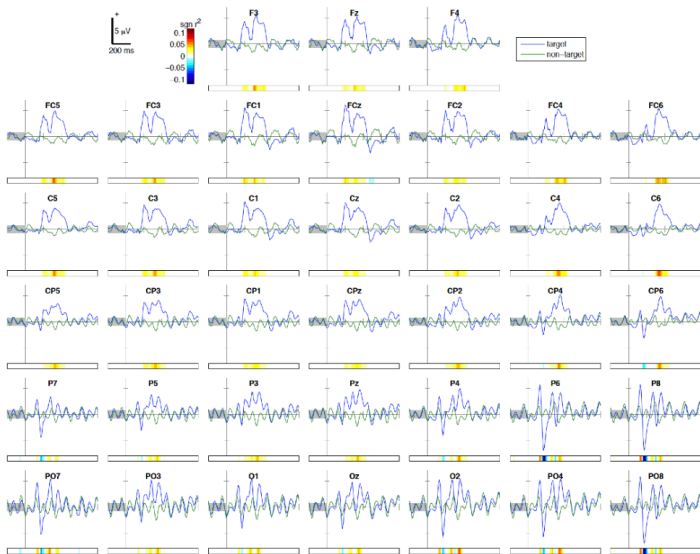 F3 Fz F4
+
5 μV
200 ms
sgn r²
0.1
0.05
0
−0.05
−0.1
target
non-target
FC5 FC3 FC1 FCz FC2 FC4 FC6
C5 C3 C1 Cz C2 C4 C6
CP5 CP3 CP1 CPz CP2 CP4 CP6
P7 P5 P3 Pz P4 P6 P8
PO7 PO3 O1 Oz O2 PO4 PO8